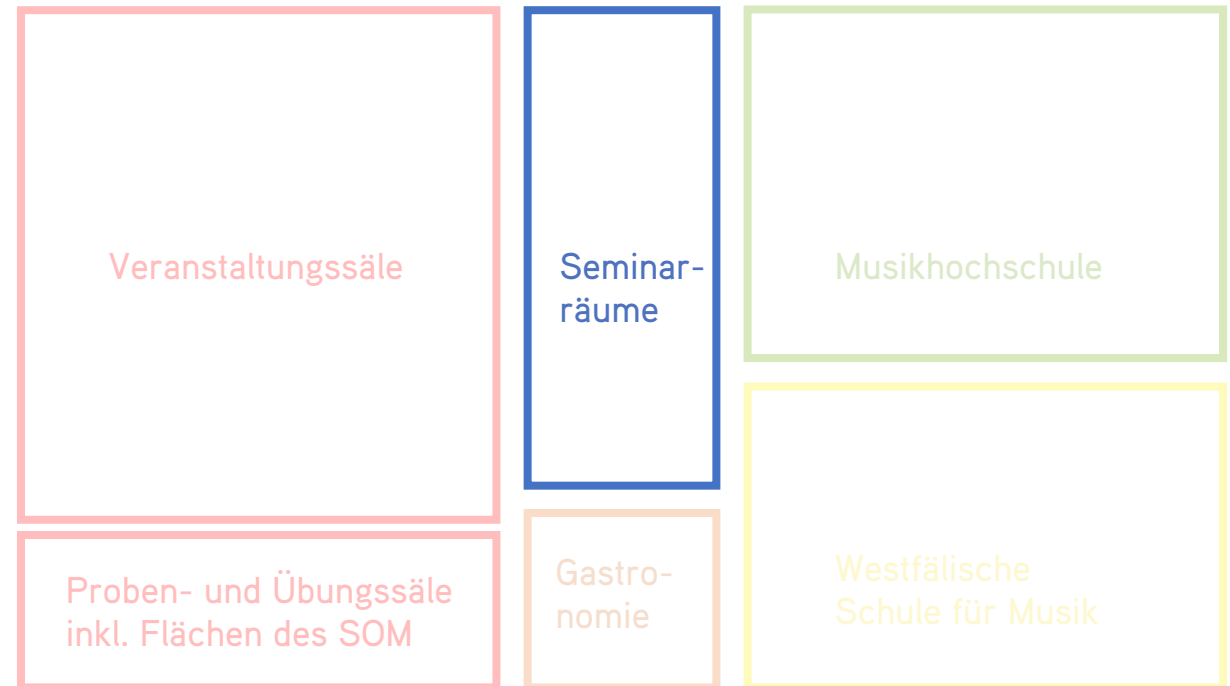 Veranstaltungssäle
Seminar-
räume
Musikhochschule
Proben- und Übungssäle
inkl. Flächen des SOM
Gastro-
nomie
Westfälische
Schule für Musik